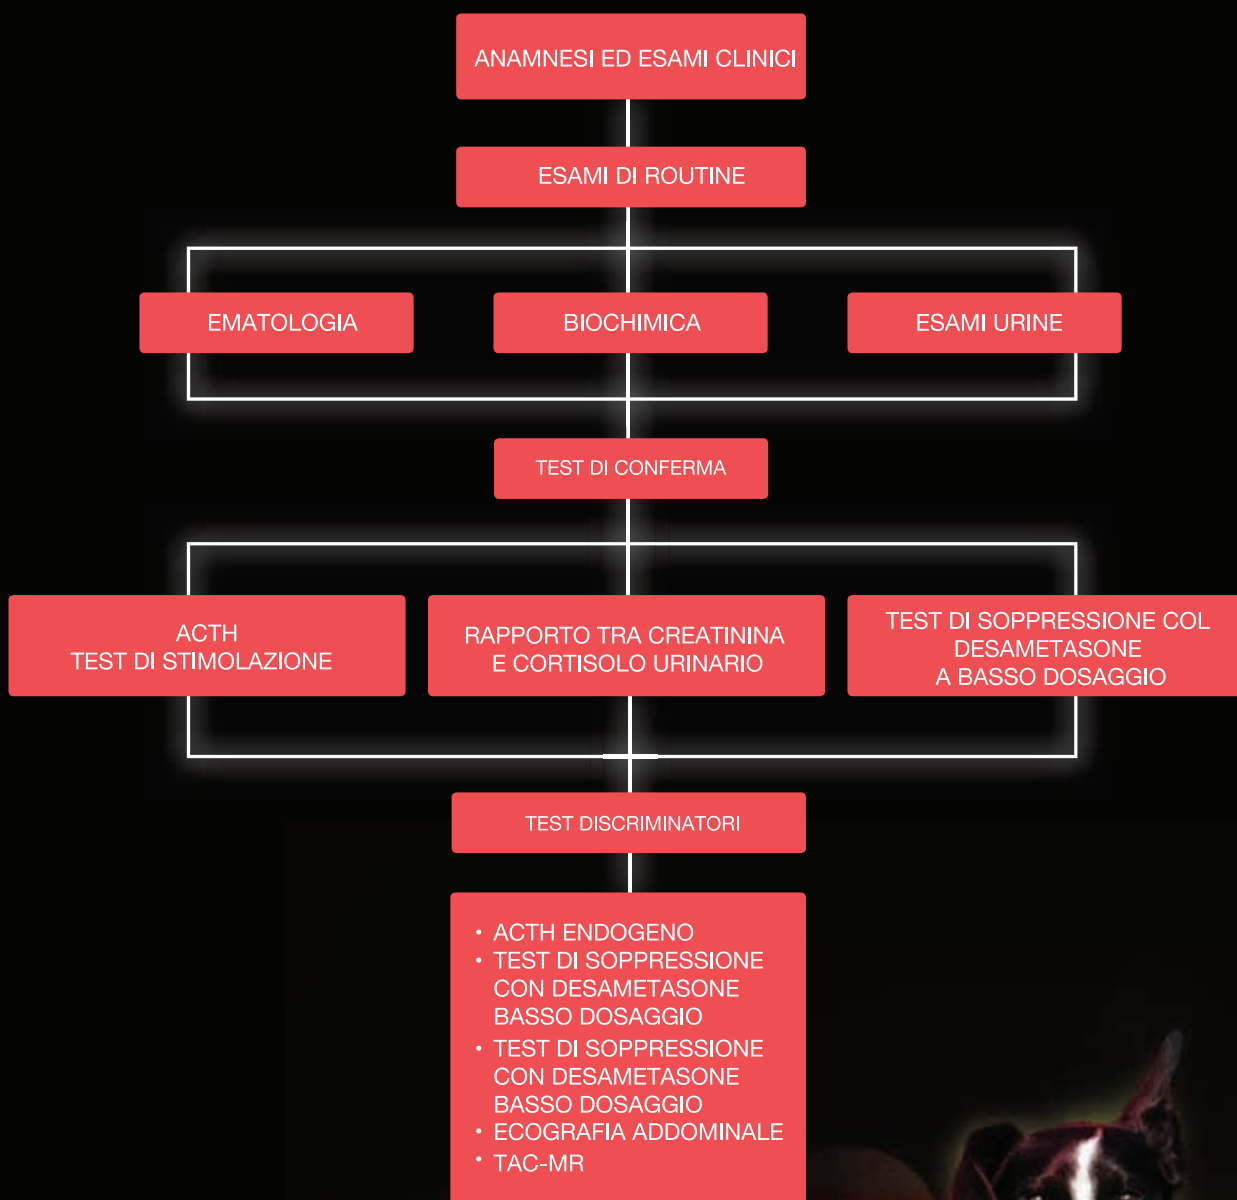 ANAMNESI ED ESAMI CLINICI
ESAMI DI ROUTINE
EMATOLOGIA
BIOCHIMICA
ESAMI URINE
TEST DI CONFERMA
ACTH
TEST DI STIMOLAZIONE
RAPPORTO TRA CREATININA
E CORTISOLO URINARIO
TEST DI SOPPRESSIONE COL
DESAMETASONE
A BASSO DOSAGGIO
TEST DISCRIMINATORI
• ACTH ENDOGENO
• TEST DI SOPPRESSIONE
CON DESAMETASONE
BASSO DOSAGGIO
• TEST DI SOPPRESSIONE
CON DESAMETASONE
BASSO DOSAGGIO
• ECOGRAFIA ADDOMINALE
• TAC-MR